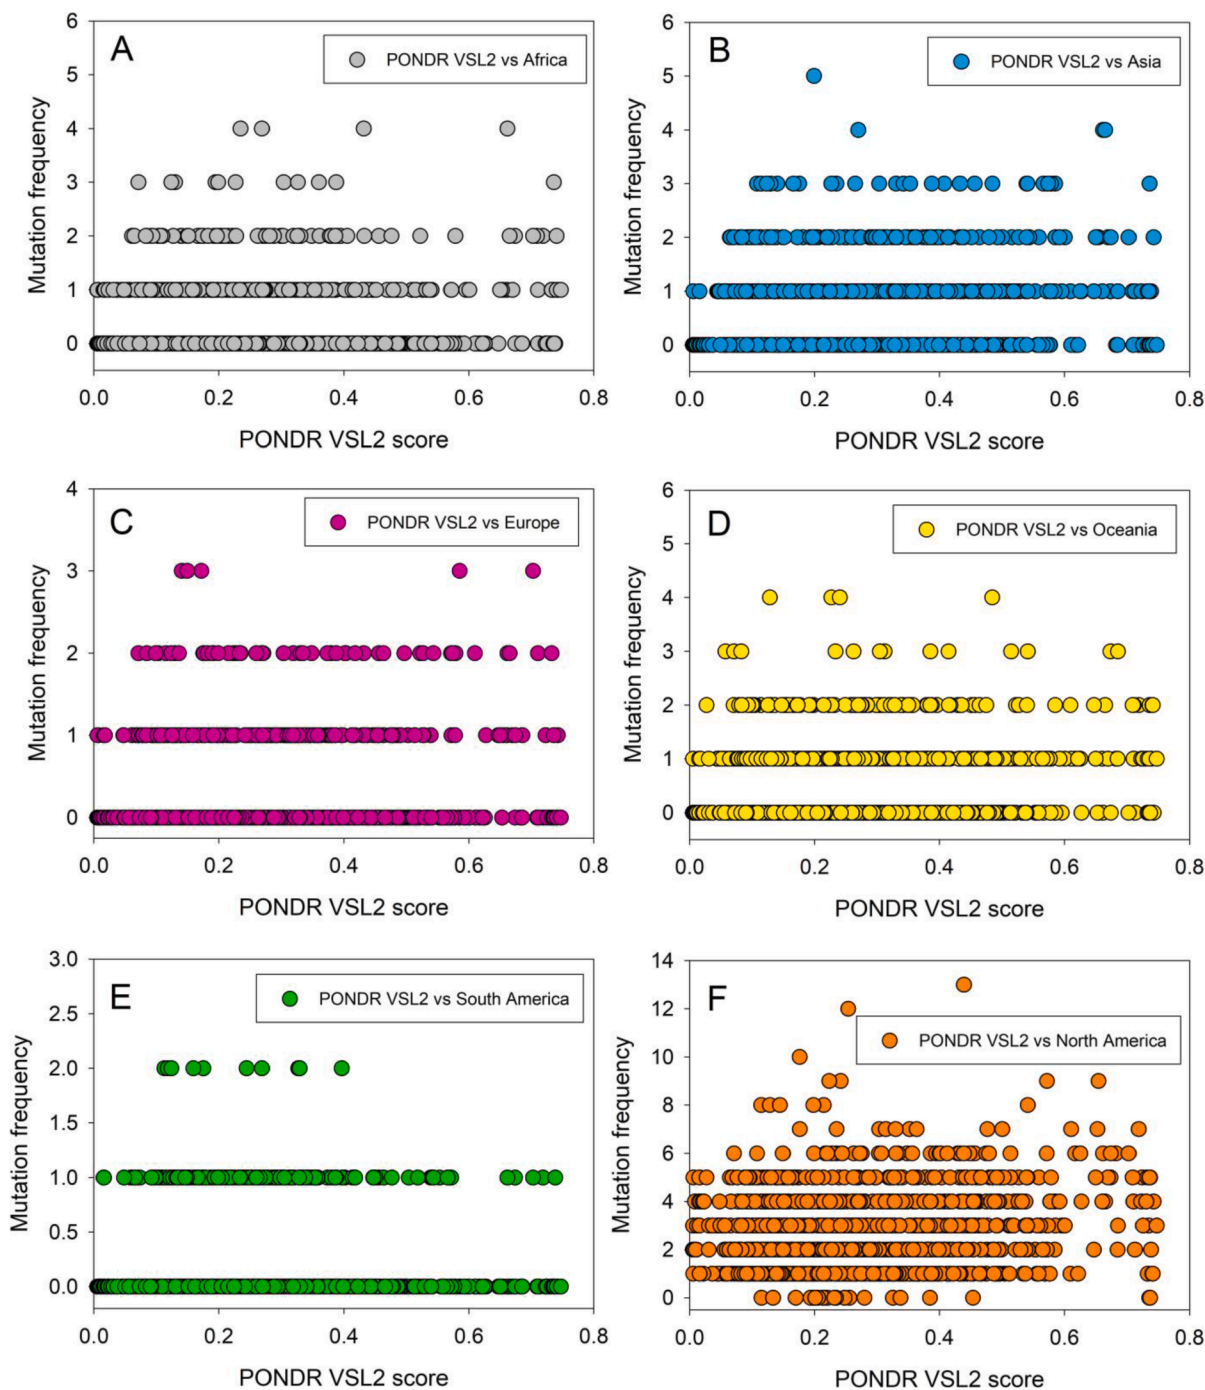 A
PONDR VSL2 vs Africa
Mutation frequency
6
5
4
3
2
1
0
0.0 0.2 0.4 0.6 0.8
PONDR VSL2 score
B
PONDR VSL2 vs Asia
Mutation frequency
6
5
4
3
2
1
0
0.0 0.2 0.4 0.6 0.8
PONDR VSL2 score
C
PONDR VSL2 vs Europe
Mutation frequency
4
3
2
1
0
0.0 0.2 0.4 0.6 0.8
PONDR VSL2 score
D
PONDR VSL2 vs Oceania
Mutation frequency
6
5
4
3
2
1
0
0.0 0.2 0.4 0.6 0.8
PONDR VSL2 score
E
PONDR VSL2 vs South America
Mutation frequency
3.0
2.5
2.0
1.5
1.0
0.5
0.0
0.0 0.2 0.4 0.6 0.8
PONDR VSL2 score
F
PONDR VSL2 vs North America
Mutation frequency
14
12
10
8
6
4
2
0
0.0 0.2 0.4 0.6 0.8
PONDR VSL2 score